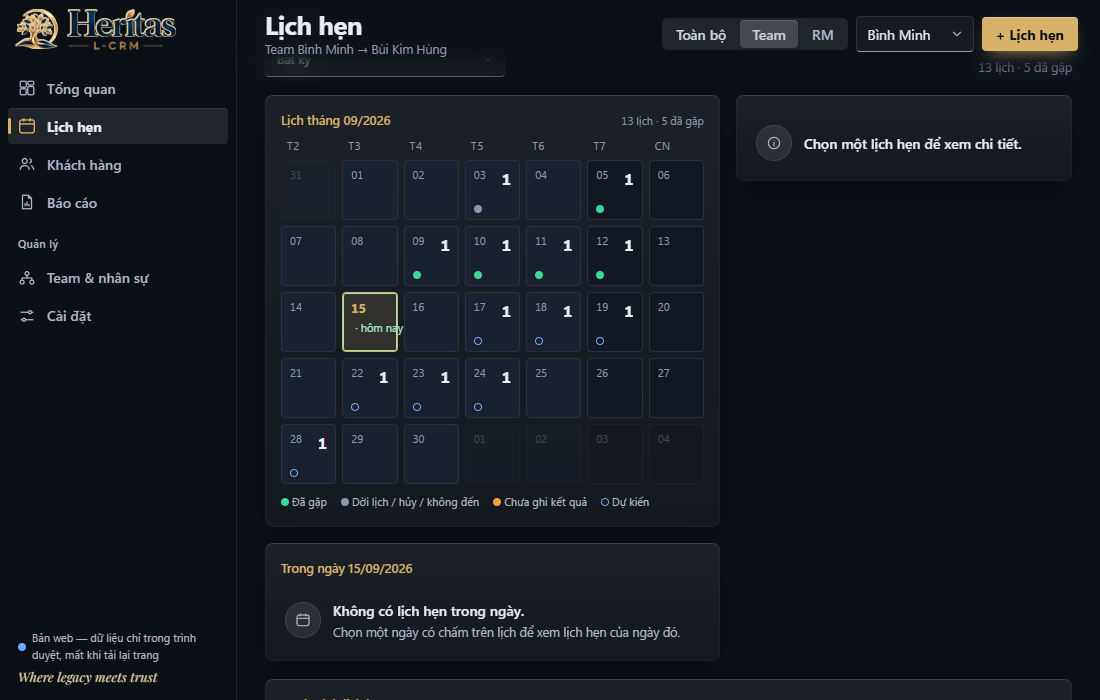 Heritas
L-CRM
Tổng quan
Lịch hẹn
Khách hàng
Báo cáo
Quản lý
Team & nhân sự
Cài đặt
Bản web — dữ liệu chỉ trong trình
duyệt, mất khi tải lại trang
Where legacy meets trust
Lịch hẹn
Team Bình Minh → Bùi Kim Hùng
Toàn bộ Team RM
Bình Minh
+ Lịch hẹn
Bất kỳ
13 lịch · 5 đã gặp
Lịch tháng 09/2026 13 lịch · 5 đã gặp
T2 T3 T4 T5 T6 T7 CN
31 01 02 03 1 04 05 1 06
07 08 09 1 10 1 11 1 12 1 13
14 15 · hôm nay 16 17 1 18 1 19 1 20
21 22 1 23 1 24 1 25 26 27
28 1 29 30 01 02 03 04
Đã gặp Dời lịch / hủy / không đến Chưa ghi kết quả Dự kiến
Trong ngày 15/09/2026
Không có lịch hẹn trong ngày.
Chọn một ngày có chấm trên lịch để xem lịch hẹn của ngày đó.
Chọn một lịch hẹn để xem chi tiết.